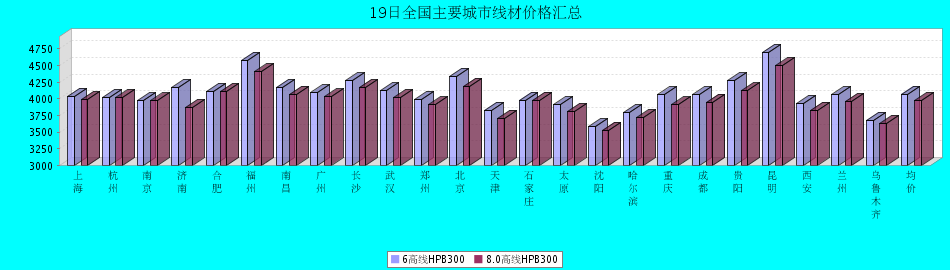 19日全国主要城市线材价格汇总
4750
4500
4250
4000
3750
3500
3250
3000
上海 杭州 南京 济南 合肥 福州 南昌 广州 长沙 武汉 郑州 北京 天津 石家庄 太原 沈阳 哈尔滨 重庆 成都 贵阳 昆明 西安 兰州 乌鲁木齐 均价
6高线HPB300 8.0高线HPB300